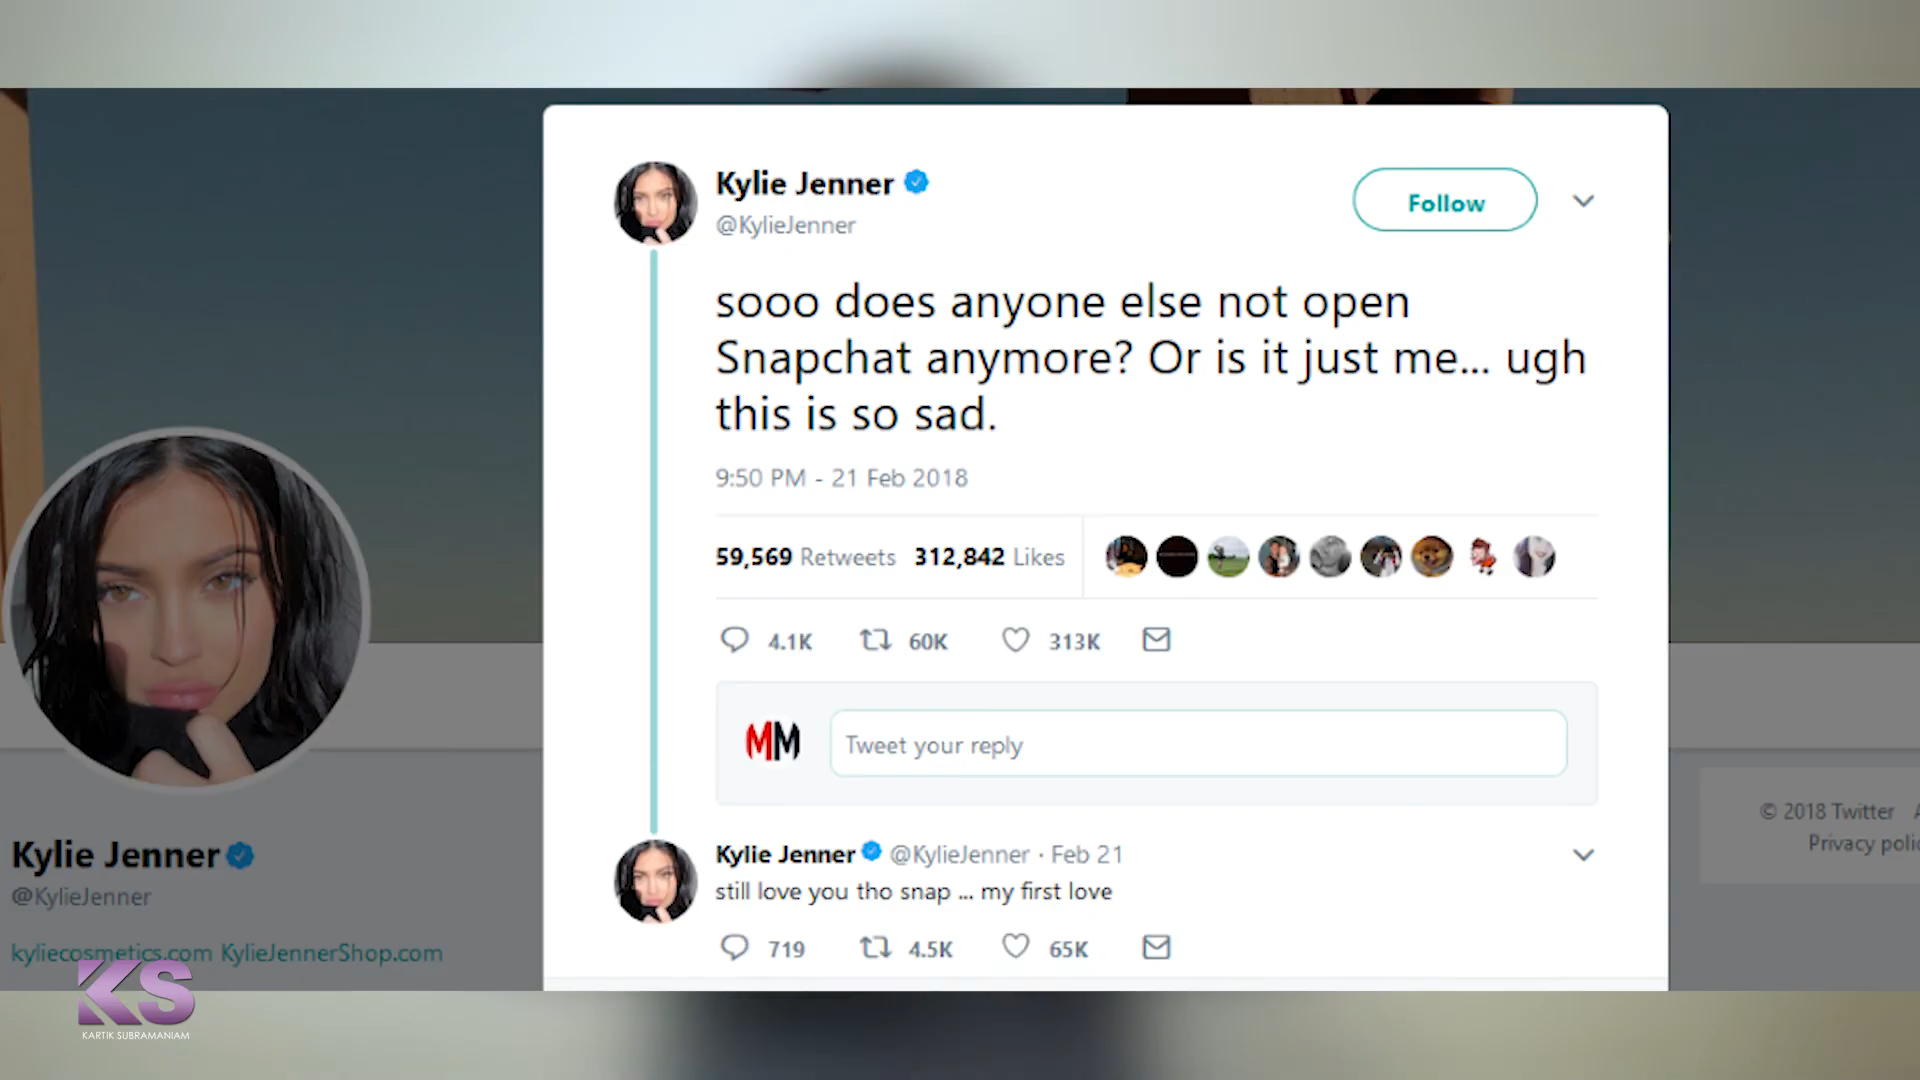 Kylie Jenner
@KylieJenner
Follow
sooo does anyone else not open
Snapchat anymore? Or is it just me... ugh
this is so sad.
9:50 PM - 21 Feb 2018
59,569 Retweets 312,842 Likes
4.1K 60K 313K
MM
Tweet your reply
Kylie Jenner @KylieJenner · Feb 21
still love you tho snap ... my first love
719 4.5K 65K
Kylie Jenner
@KylieJenner
kyliecosmetics.com KylieJennerShop.com
© 2018 Twitter
Privacy
KS
KARTIK SUBRAMANIAM